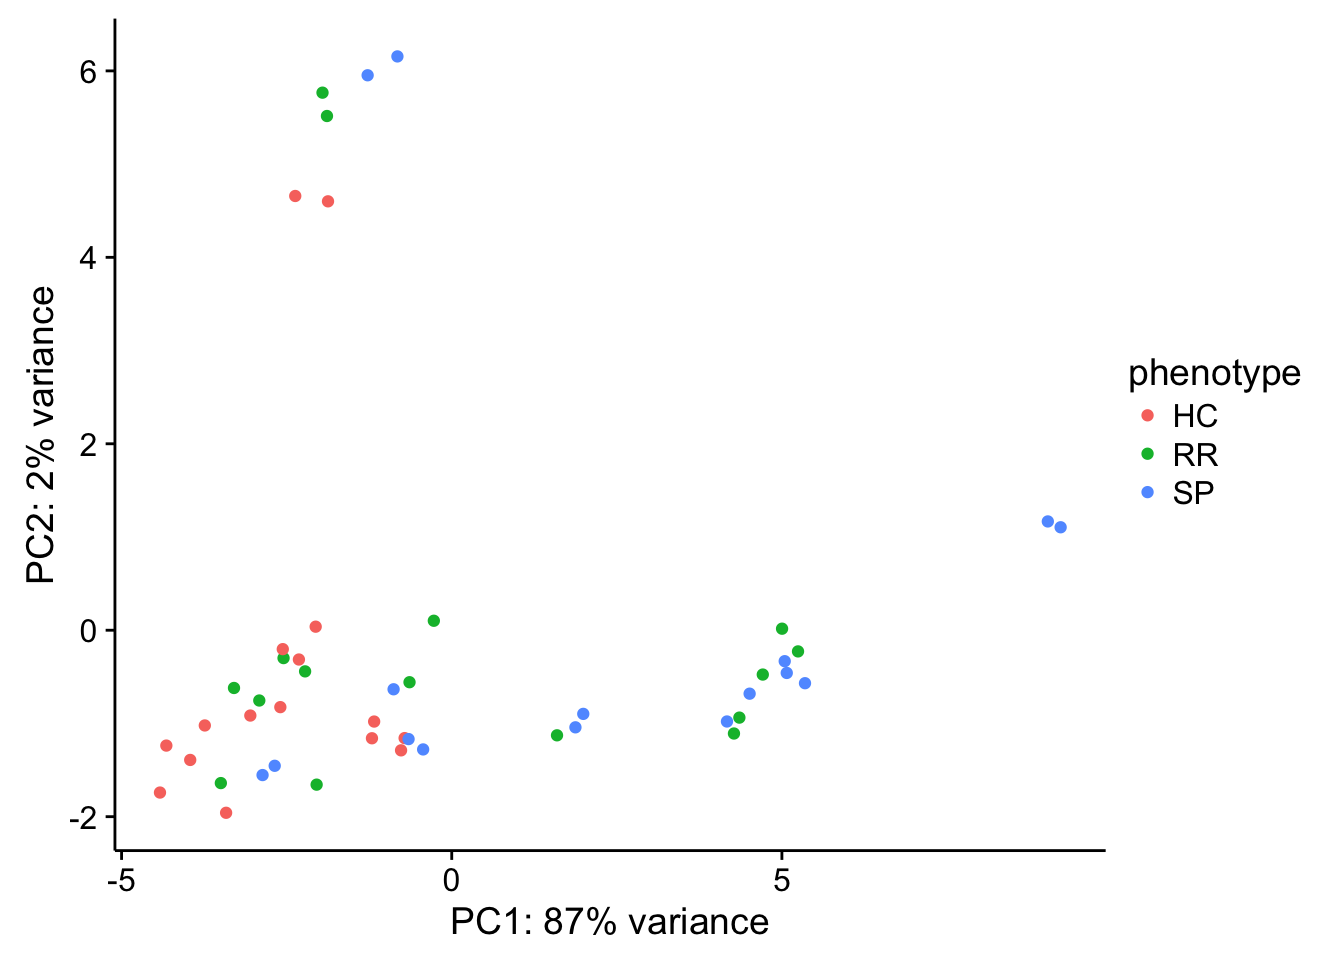 6
4
2
0
-2
PC2: 2% variance
-5
0
5
PC1: 87% variance
phenotype
HC
RR
SP